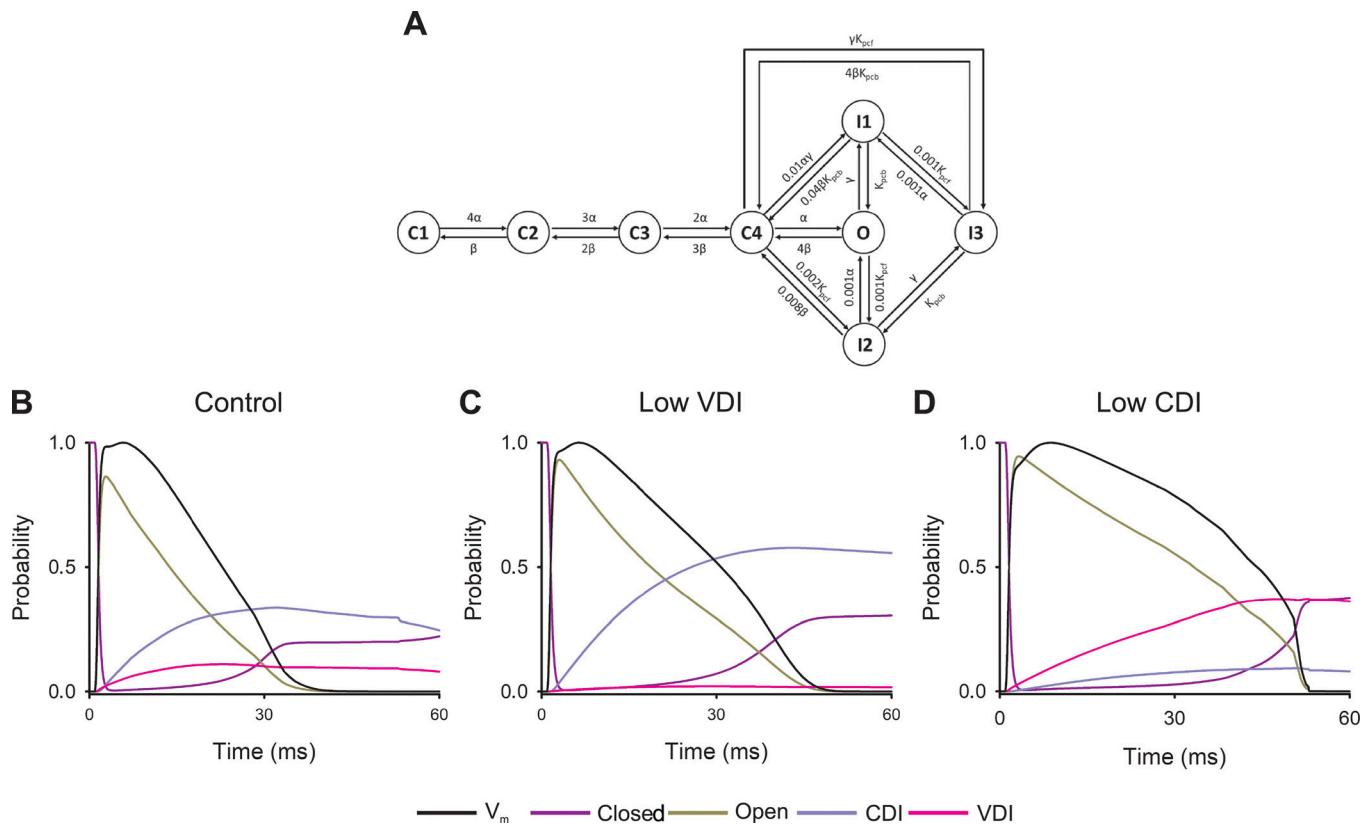 A
γK_pcf
4βK_pcb
I1
0.01αγ
0.04βK_pcb
γ
K_pcb
0.001K_pcf
0.001α
C1
4α
β
C2
3α
2β
C3
2α
3β
C4
α
4β
O
I3
0.002K_pcf
0.008β
0.001α
0.001K_pcf
γ
K_pcb
I2
B Control
Probability
1.0
0.5
0.0
0 30 60
Time (ms)
C Low VDI
Probability
1.0
0.5
0.0
0 30 60
Time (ms)
D Low CDI
Probability
1.0
0.5
0.0
0 30 60
Time (ms)
V_m Closed Open CDI VDI